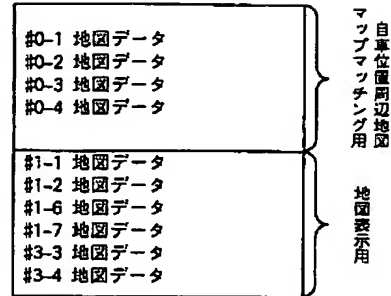 #0-1 地図データ
#0-2 地図データ
#0-3 地図データ
#0-4 地図データ
自車位置周辺地図
マップマッチング用
#1-1 地図データ
#1-2 地図データ
#1-6 地図データ
#1-7 地図データ
#3-3 地図データ
#3-4 地図データ
地図表示用